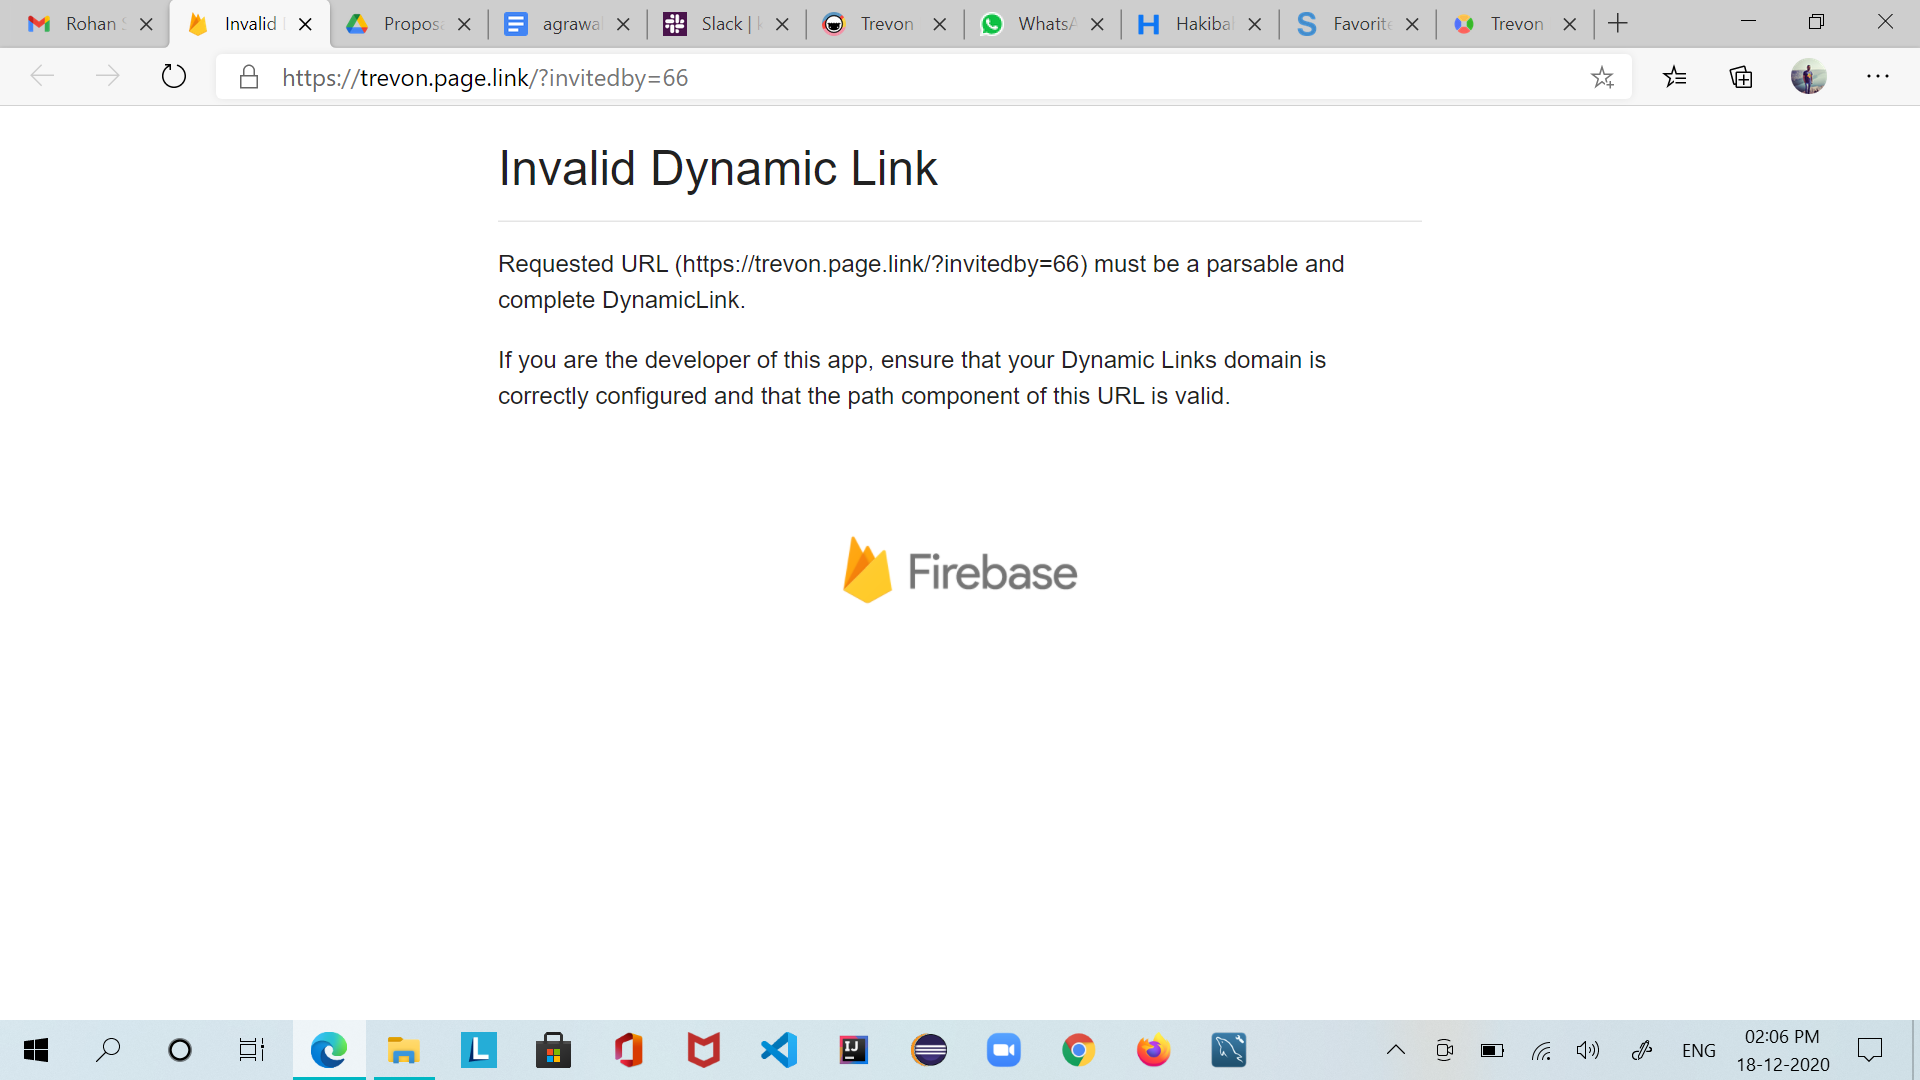 Rohan S
Invalid
Propos
agrawal
Slack |
Trevon
WhatsA
Hakibal
Favorite
Trevon
https://trevon.page.link/?invitedby=66
Invalid Dynamic Link
Requested URL (https://trevon.page.link/?invitedby=66) must be a parsable and
complete DynamicLink.
If you are the developer of this app, ensure that your Dynamic Links domain is
correctly configured and that the path component of this URL is valid.
Firebase
ENG
02:06 PM
18-12-2020